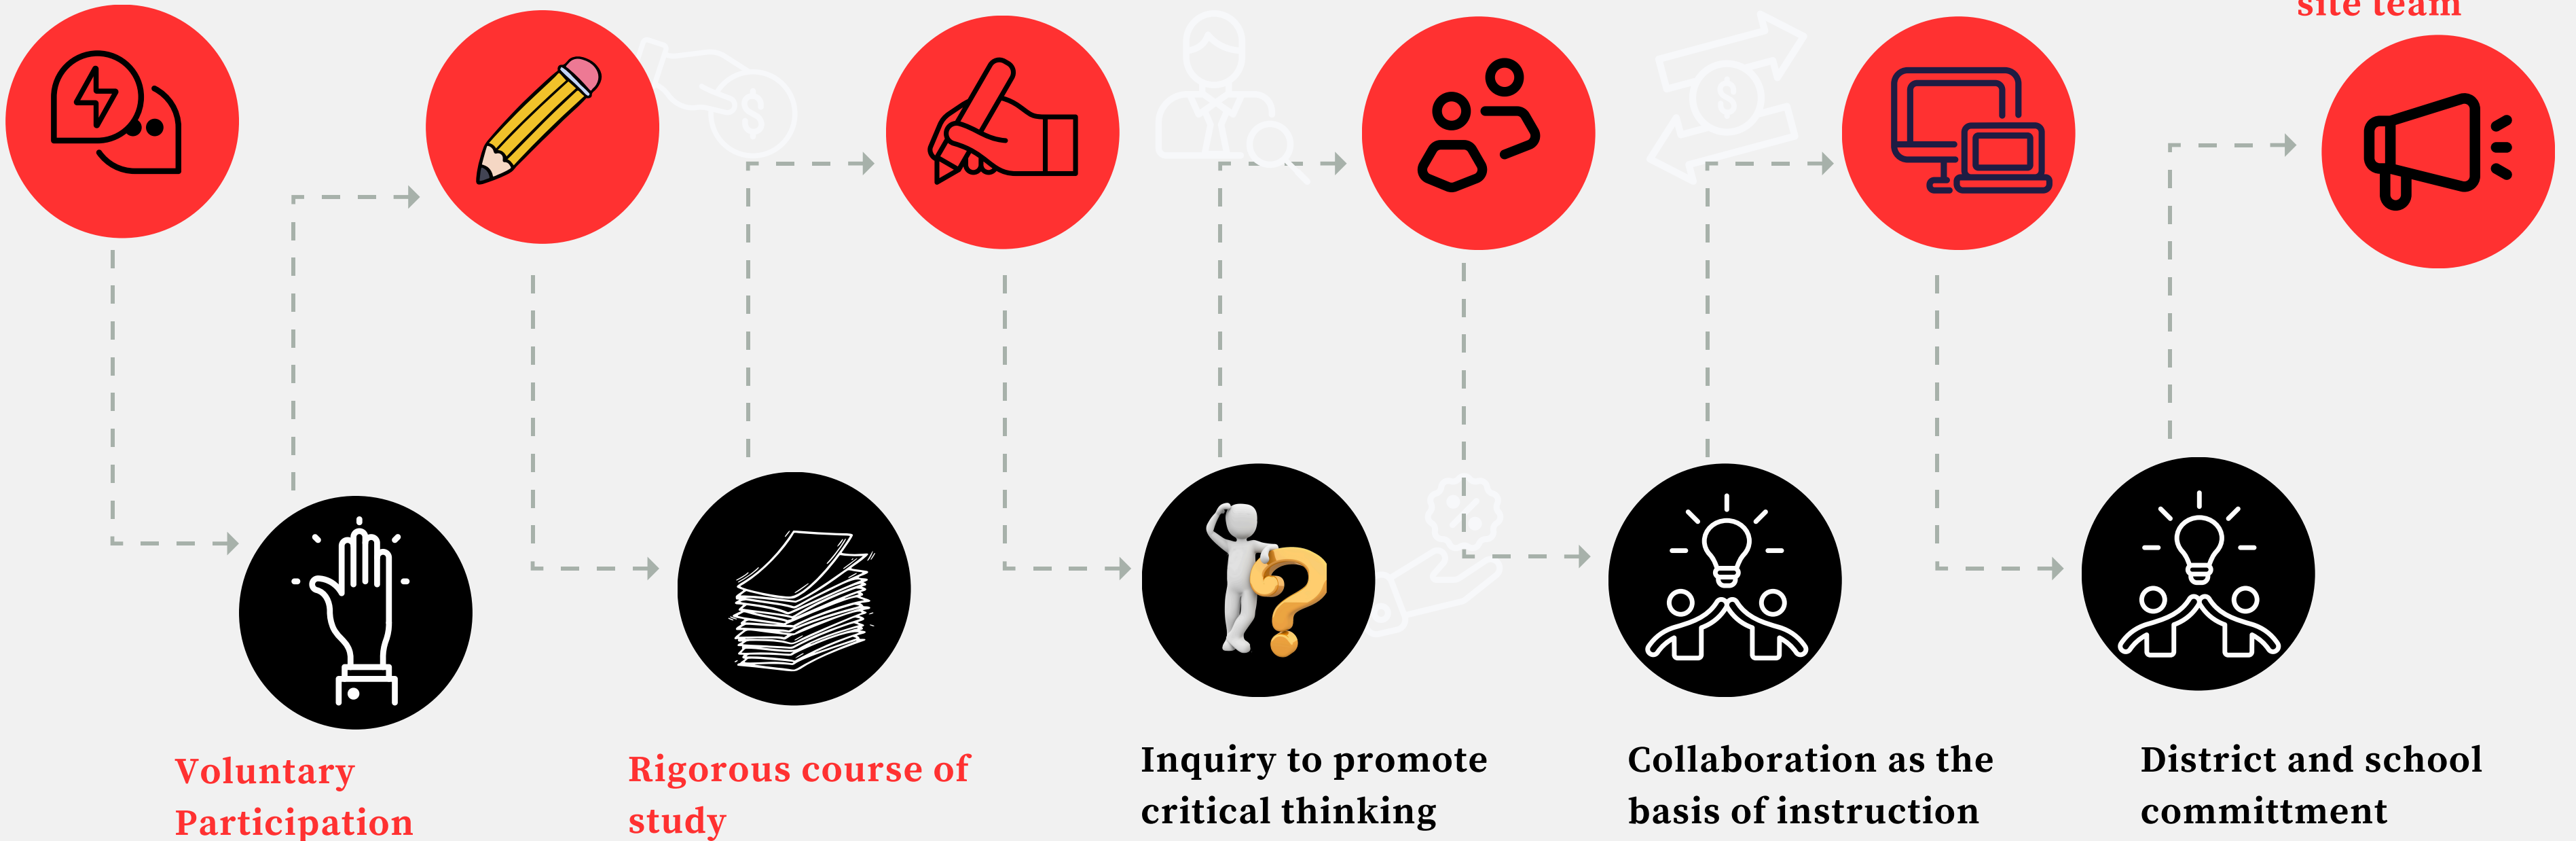 site team
Voluntary
Participation
Rigorous course of
study
Inquiry to promote
critical thinking
Collaboration as the
basis of instruction
District and school
committment